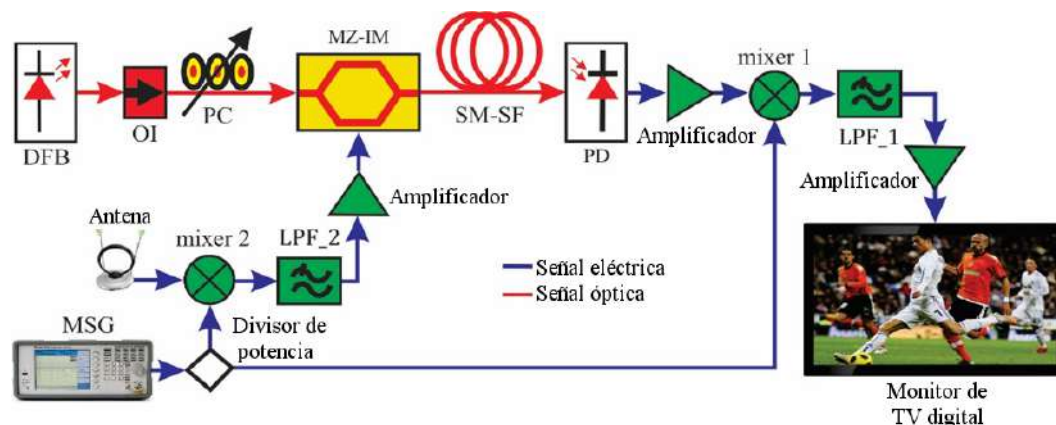 MZ-IM
mixer 1
OI
PC
SM-SF
DFB
PD
Amplificador
LPF_1
Amplificador
Amplificador
Antena
mixer 2
LPF_2
Señal eléctrica
Señal óptica
MSG
Divisor de
potencia
Monitor de
TV digital